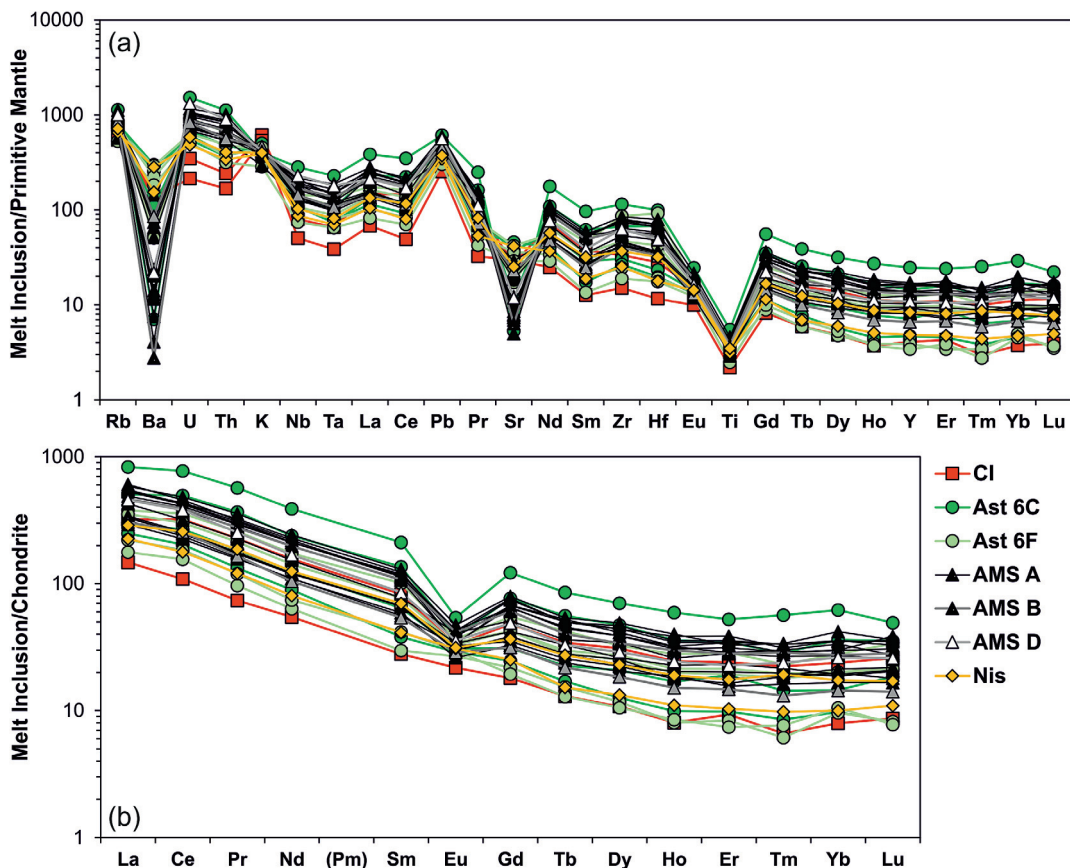 (a)
Melt Inclusion/Primitive Mantle
10000
1000
100
10
1
Rb Ba U Th K Nb Ta La Ce Pb Pr Sr Nd Sm Zr Hf Eu Ti Gd Tb Dy Ho Y Er Tm Yb Lu
(b)
Melt Inclusion/Chondrite
1000
100
10
1
La Ce Pr Nd (Pm) Sm Eu Gd Tb Dy Ho Er Tm Yb Lu
CI
Ast 6C
Ast 6F
AMS A
AMS B
AMS D
Nis